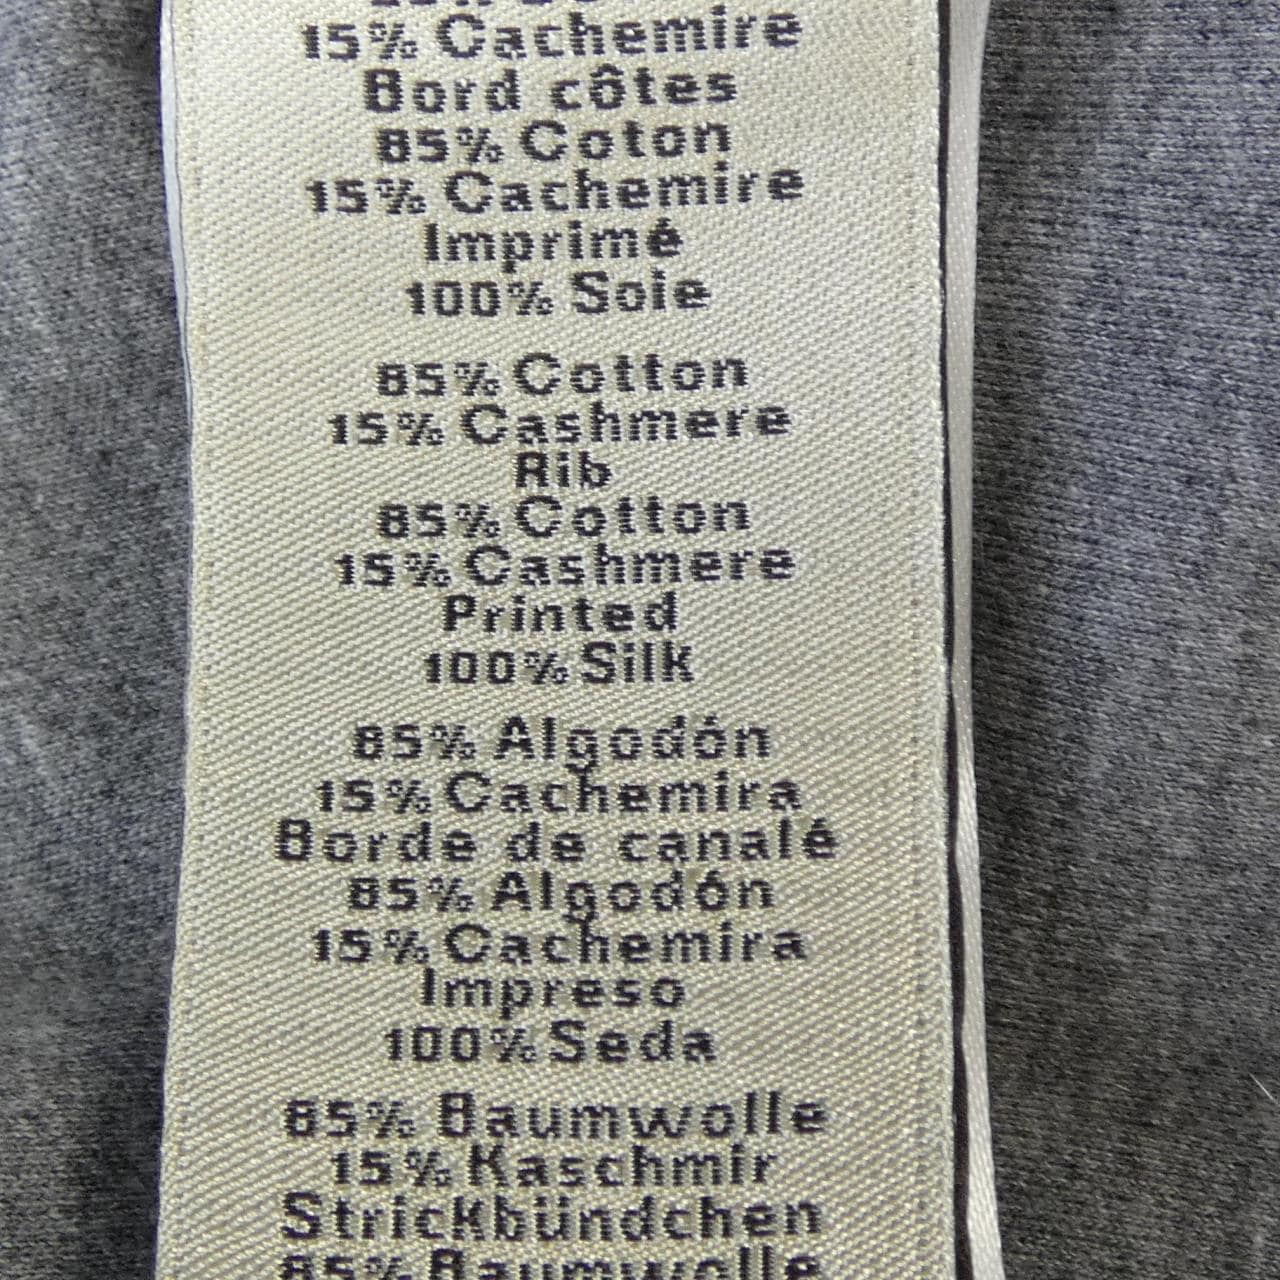 15% Cachemire
Bord côtes
85% Coton
15% Cachemire
Imprimé
100% Soie
85% Cotton
15% Cashmere
Rib
85% Cotton
15% Cashmere
Printed
100% Silk
85% Algodón
15% Cachemira
Borde de canalé
85% Algodón
15% Cachemira
Impreso
100% Seda
85% Baumwolle
15% Kaschmir
Strickbündchen
85% Baumwolle